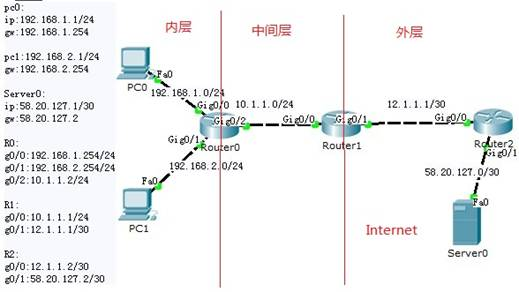 pc0:
ip:192.168.1.1/24
gw:192.168.1.254
pc1:192.168.2.1/24
gw:192.168.2.254
Server0:
ip:58.20.127.1/30
gw:58.20.127.2
R0:
g0/0:192.168.1.254/24
g0/1:192.168.2.254/24
g0/2:10.1.1.2/24
R1:
g0/0:10.1.1.1/24
g0/1:12.1.1.1/30
R2:
g0/0:12.1.1.2/30
g0/1:58.20.127.2/30
内层
中间层
外层
Fa0
PC0
192.168.1.0/24
Gig0/0
10.1.1.0/24
12.1.1.1/30
Gig0/2
Gig0/0
Gig0/1
Gig0/0
Router0
Router1
Router2
Gig0/1
Gig0/1
192.168.2.0/24
58.20.127.0/30
Fa0
PC1
Fa0
Internet
Server0